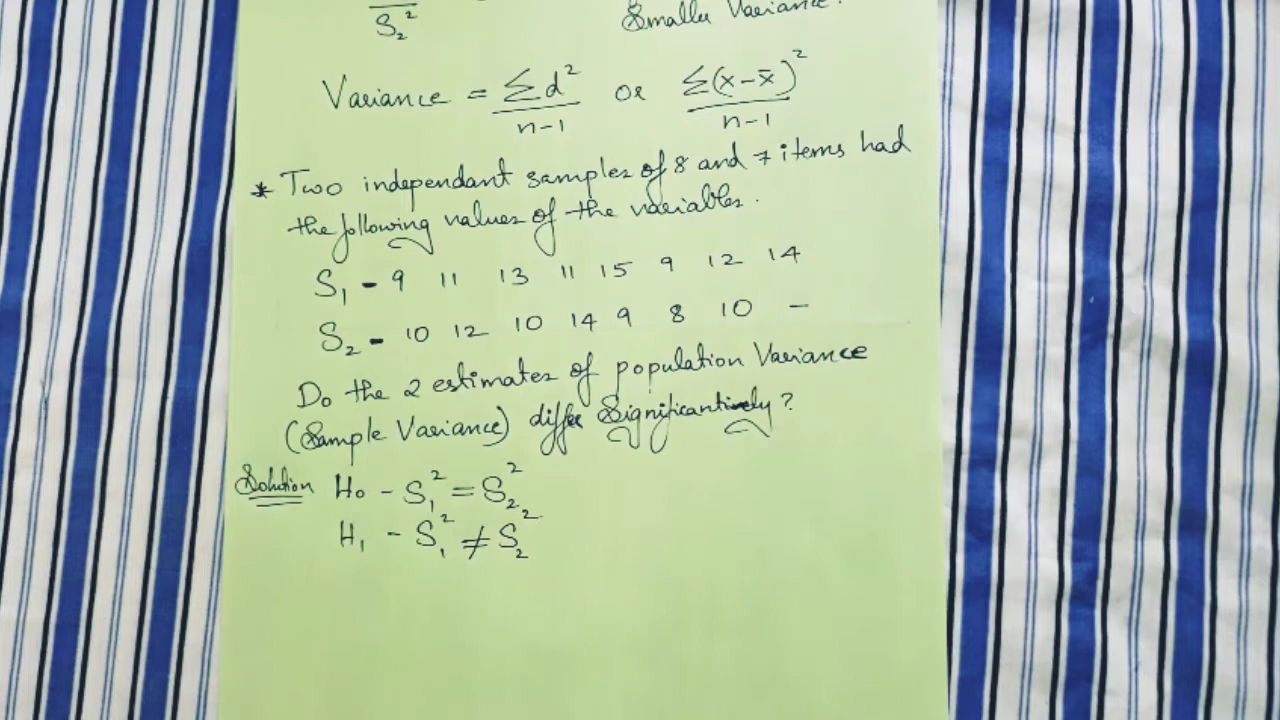 S₂²
Smaller Variance.
Variance = Σd²/n-1 or Σ(x-x̄)²/n-1
* Two independant samples of 8 and 7 items had
the following values of the variables.
S₁ - 9 11 13 11 15 9 12 14
S₂ - 10 12 10 14 9 8 10 -
Do the 2 estimates of population Variance
(Sample Variance) differ Significantively?
Solution H₀ - S₁² = S₂²
H₁ - S₁² ≠ S₂²